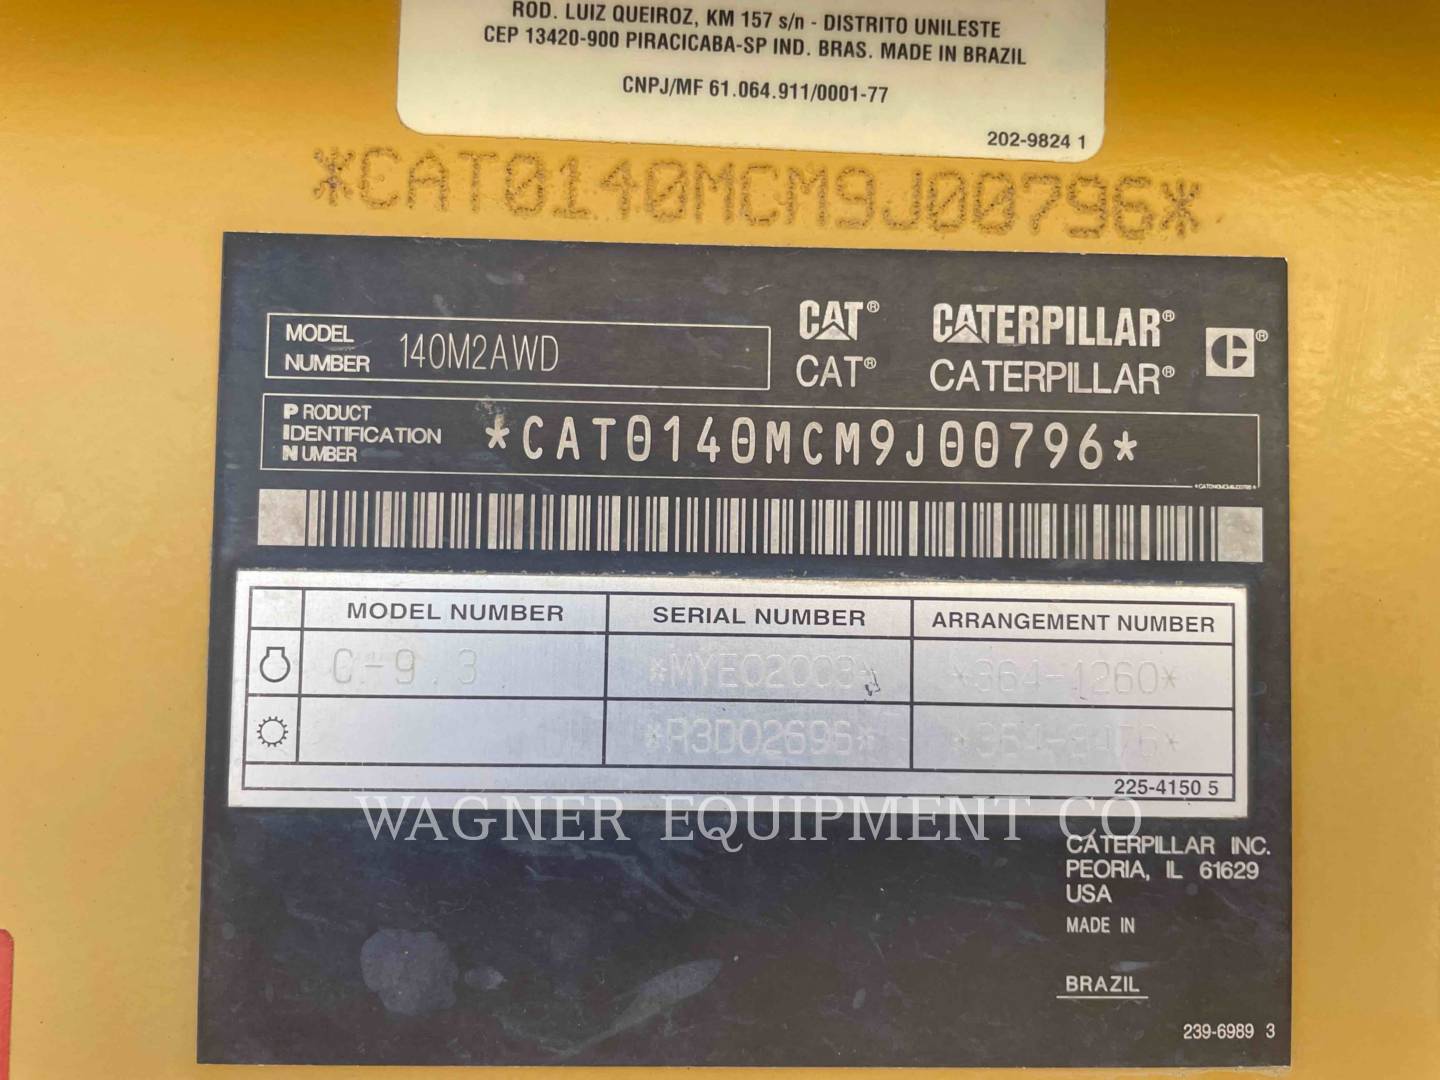 ROD. LUIZ QUEIROZ, KM 157 s/n - DISTRITO UNILESTE
CEP 13420-900 PIRACICABA-SP IND. BRAS. MADE IN BRAZIL
CNPJ/MF 61.064.911/0001-77
202-9824 1
*CAT0140MCM9J00796*
MODEL NUMBER 140M2AWD
CAT® CATERPILLAR®
CAT® CATERPILLAR®
PRODUCT IDENTIFICATION NUMBER *CAT0140MCM9J00796*
MODEL NUMBER SERIAL NUMBER ARRANGEMENT NUMBER
C-9.3 *MYE02003* *364-1260*
*R3D02696* *364-8476*
225-4150 5
WAGNER EQUIPMENT CO
CATERPILLAR INC.
PEORIA, IL 61629
USA
MADE IN
BRAZIL
239-6989 3